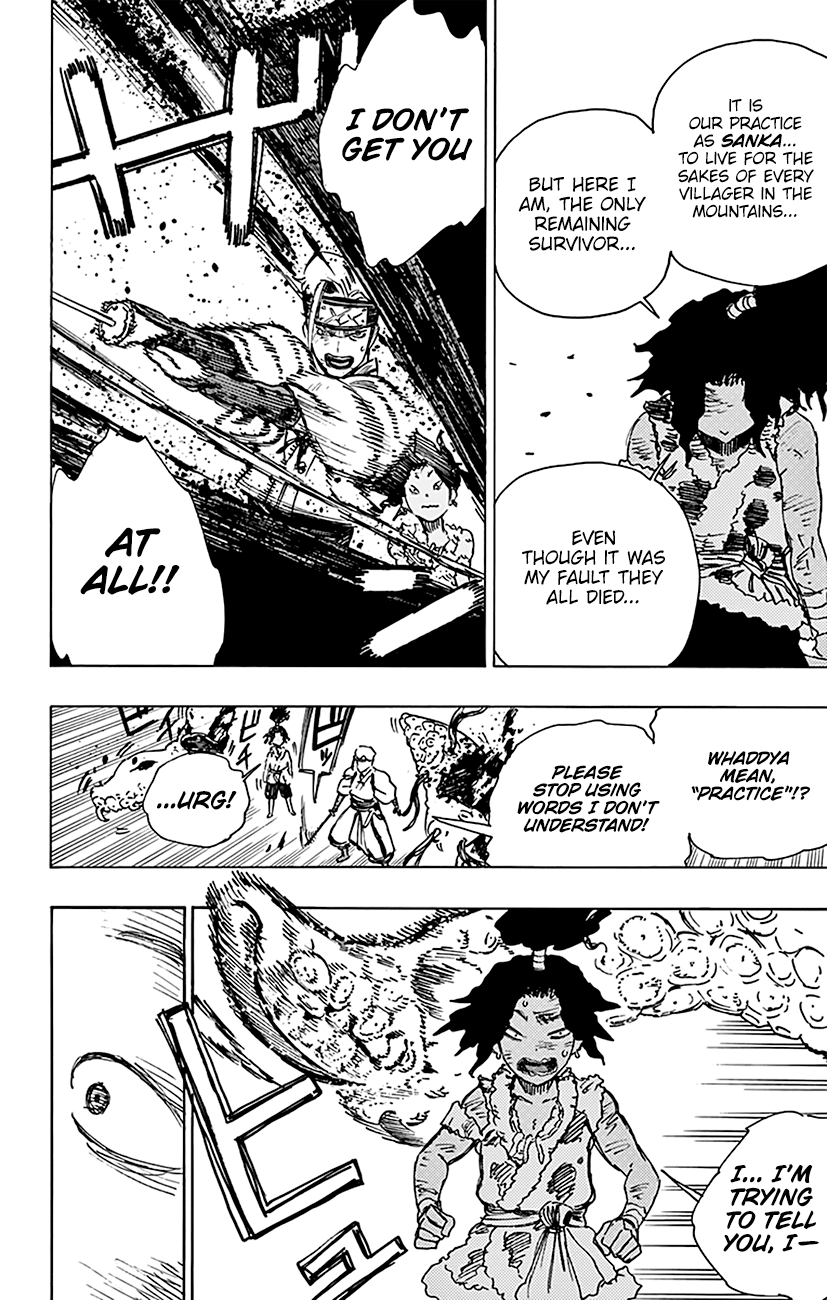 IT IS
OUR PRACTICE
AS SANKA...
TO LIVE FOR THE
SAKES OF EVERY
VILLAGER IN THE
MOUNTAINS...
BUT HERE I
AM, THE ONLY
REMAINING
SURVIVOR...
EVEN
THOUGH IT WAS
MY FAULT THEY
ALL DIED...
I DON'T
GET YOU
AT
ALL!!
WHADDYA
MEAN,
"PRACTICE"!?
PLEASE
STOP USING
WORDS I DON'T
UNDERSTAND!
...URG!
I... I'M
TRYING
TO TELL
YOU, I—
ヒュ